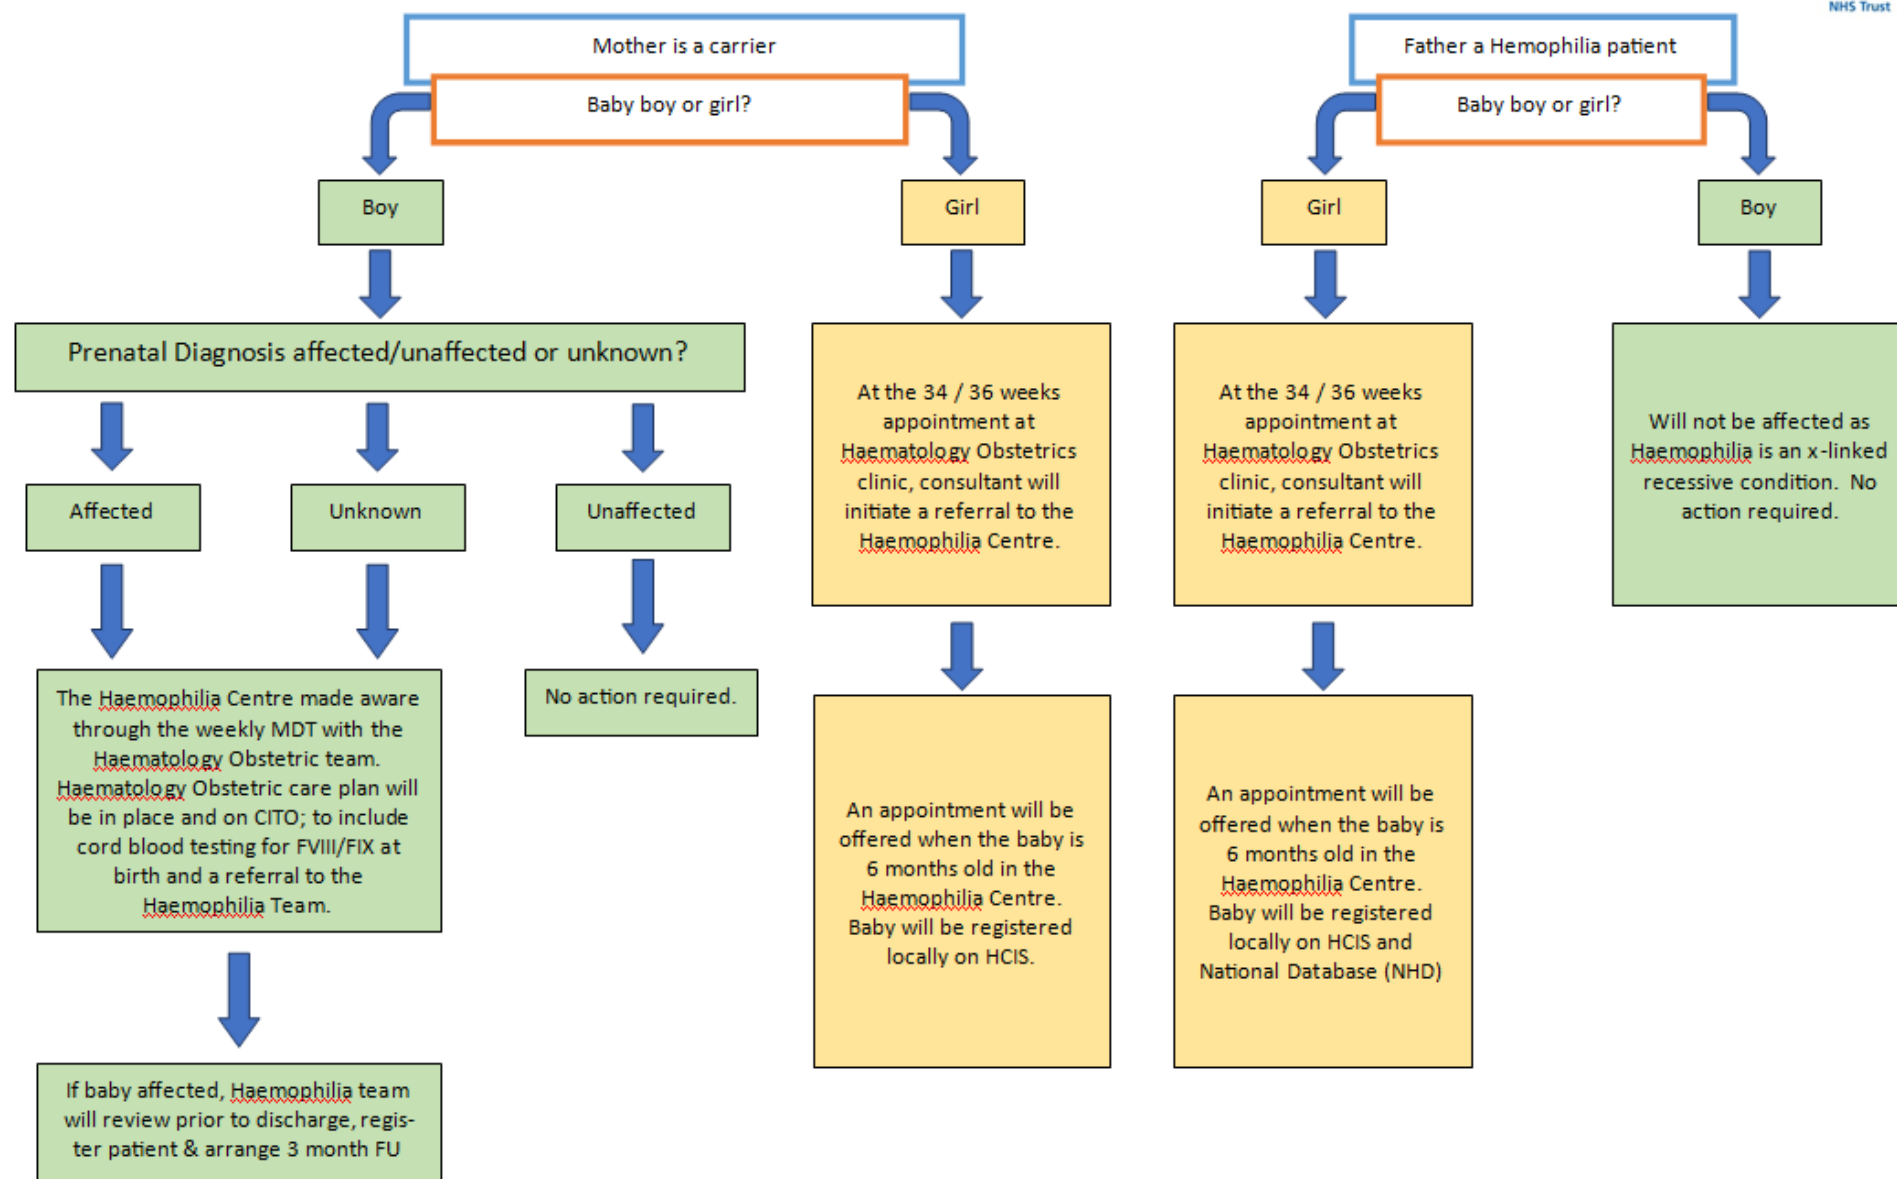 NHS Trust
Mother is a carrier
Baby boy or girl?
Father a Hemophilia patient
Baby boy or girl?
Boy
Girl
Girl
Boy
Prenatal Diagnosis affected/unaffected or unknown?
Affected
Unknown
Unaffected
The Haemophilia Centre made aware
through the weekly MDT with the
Haematology Obstetric team.
Haematology Obstetric care plan will
be in place and on CITO; to include
cord blood testing for FVIII/FIX at
birth and a referral to the
Haemophilia Team.
If baby affected, Haemophilia team
will review prior to discharge, regis-
ter patient & arrange 3 month FU
No action required.
At the 34 / 36 weeks
appointment at
Haematology Obstetrics
clinic, consultant will
initiate a referral to the
Haemophilia Centre.
An appointment will be
offered when the baby is
6 months old in the
Haemophilia Centre.
Baby will be registered
locally on HCIS.
At the 34 / 36 weeks
appointment at
Haematology Obstetrics
clinic, consultant will
initiate a referral to the
Haemophilia Centre.
An appointment will be
offered when the baby is
6 months old in the
Haemophilia Centre.
Baby will be registered
locally on HCIS and
National Database (NHD)
Will not be affected as
Haemophilia is an x-linked
recessive condition.  No
action required.